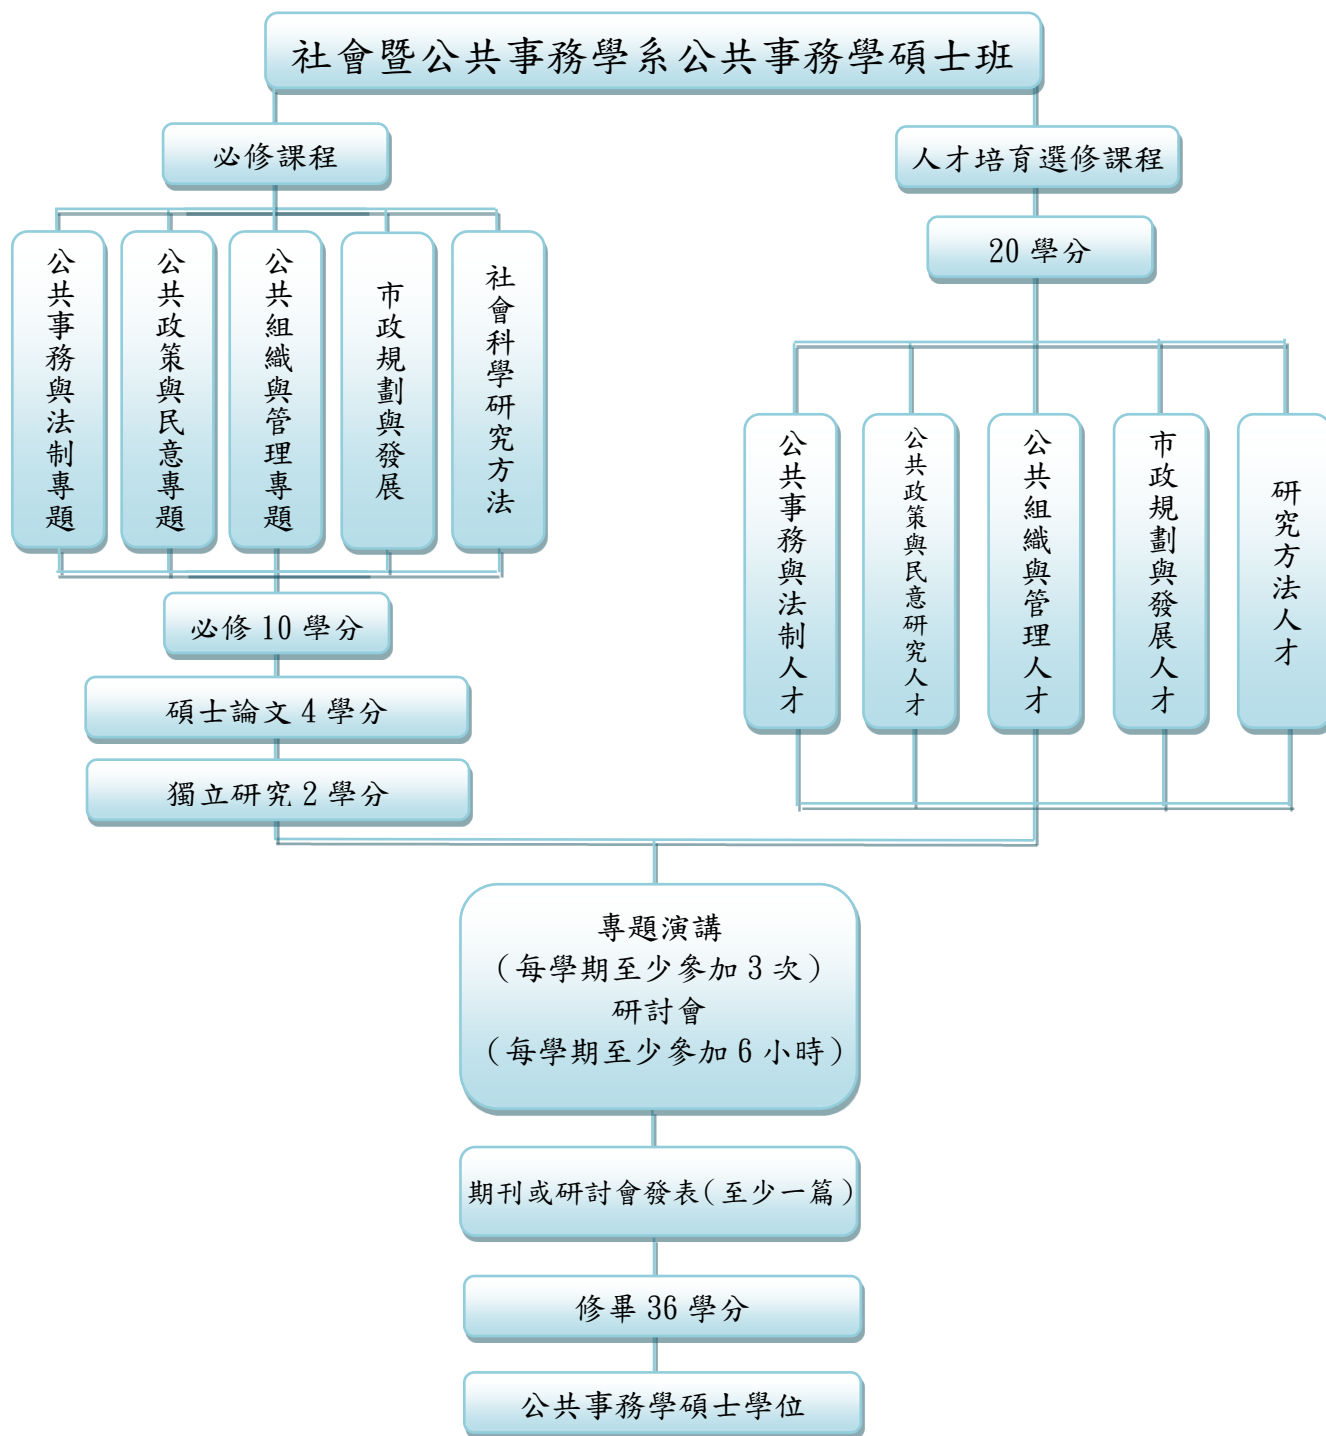 社會暨公共事務學系公共事務學碩士班
必修課程
公共事務與法制專題
公共政策與民意專題
公共組織與管理專題
市政規劃與發展
社會科學研究方法
必修 10 學分
碩士論文 4 學分
獨立研究 2 學分
人才培育選修課程
20 學分
公共事務與法制人才
公共政策與民意研究人才
公共組織與管理人才
市政規劃與發展人才
研究方法人才
專題演講
（每學期至少參加 3 次）
研討會
（每學期至少參加 6 小時）
期刊或研討會發表(至少一篇)
修畢 36 學分
公共事務學碩士學位